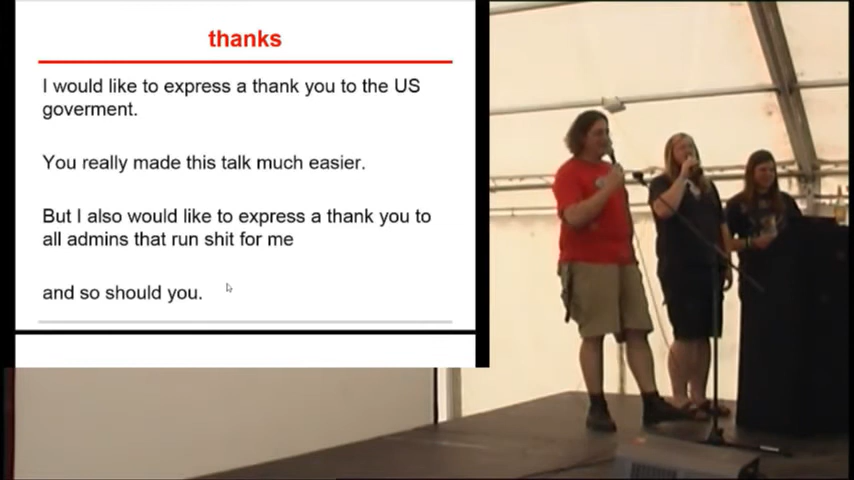 thanks
I would like to express a thank you to the US
goverment.
You really made this talk much easier.
But I also would like to express a thank you to
all admins that run shit for me
and so should you.